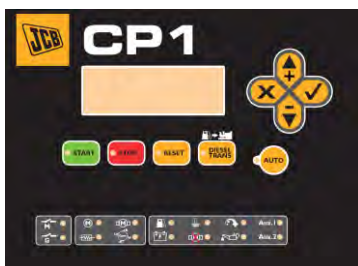 JCB
CP1
START
STOP
RESET
DIESEL
TRANS
AUTO
M
M
G
Aux.1
Aux.2